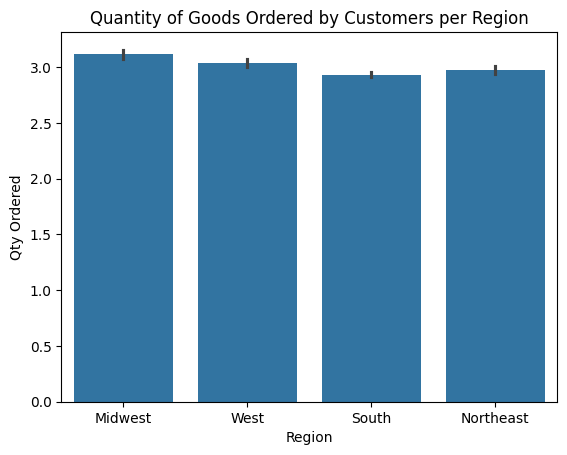 Quantity of Goods Ordered by Customers per Region
3.0
2.5
2.0
1.5
1.0
0.5
0.0
Qty Ordered
Midwest West South Northeast
Region